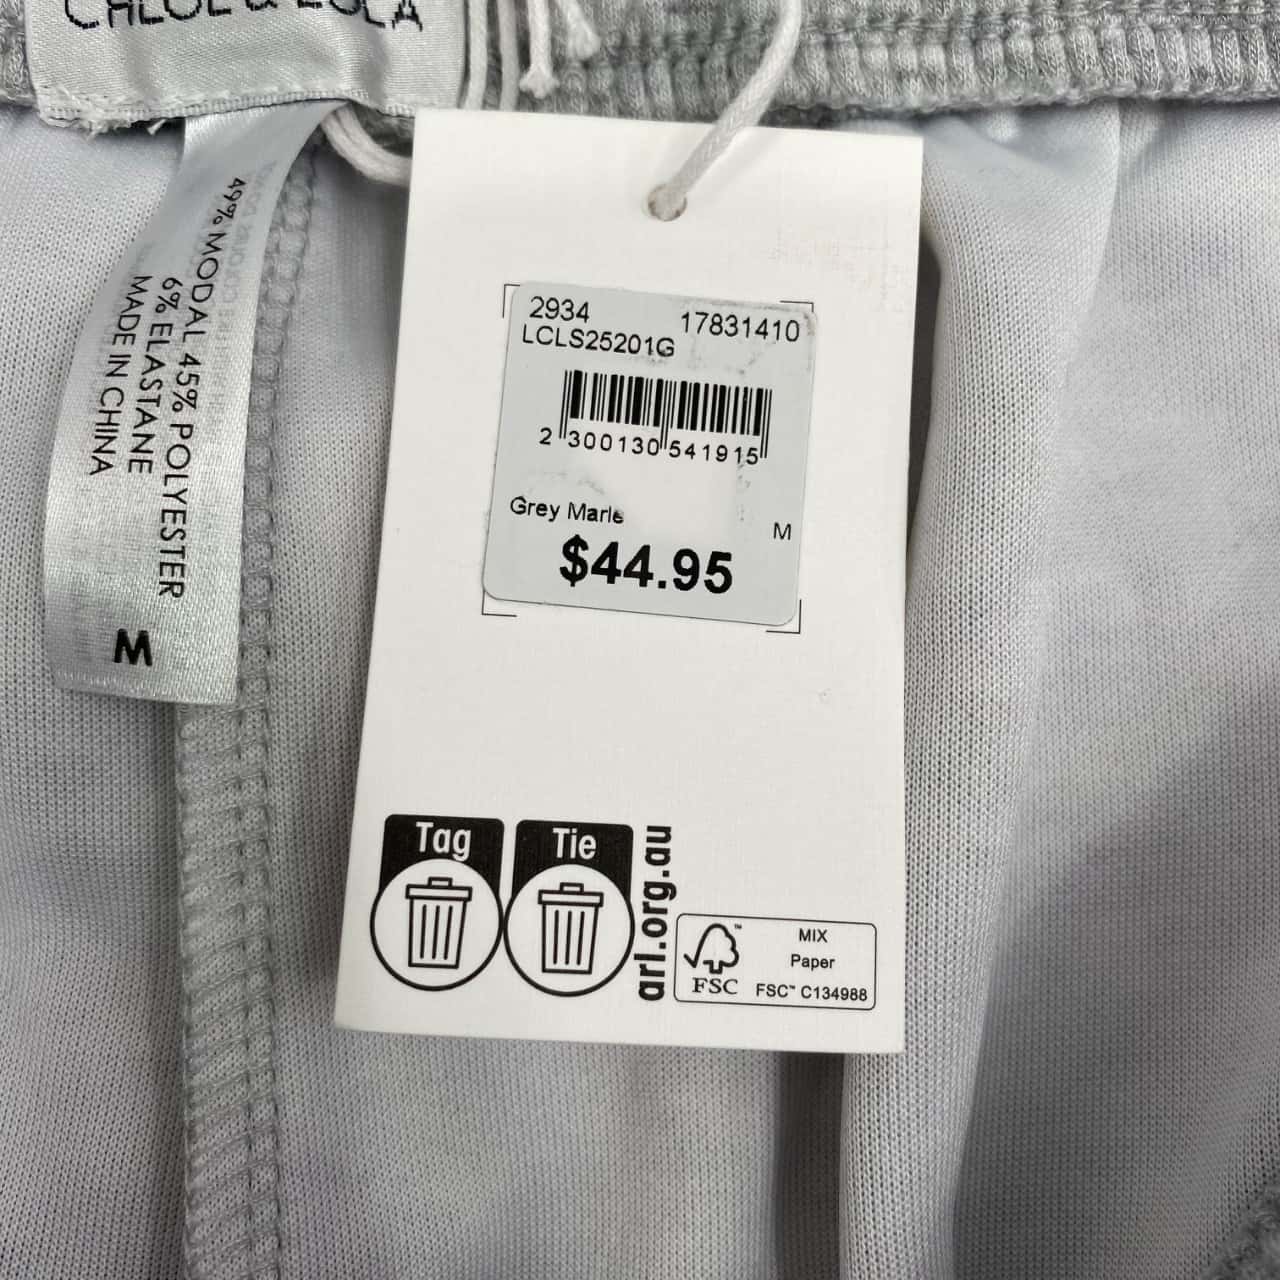 CHLOE & LOLA
49% MODAL 45% POLYESTER
6% ELASTANE
MADE IN CHINA
M
2934 17831410
LCLS25201G
2 300130 541915
Grey Marle
M
$44.95
Tag
Tie
arl.org.au
FSC™
MIX
Paper
FSC™ C134988